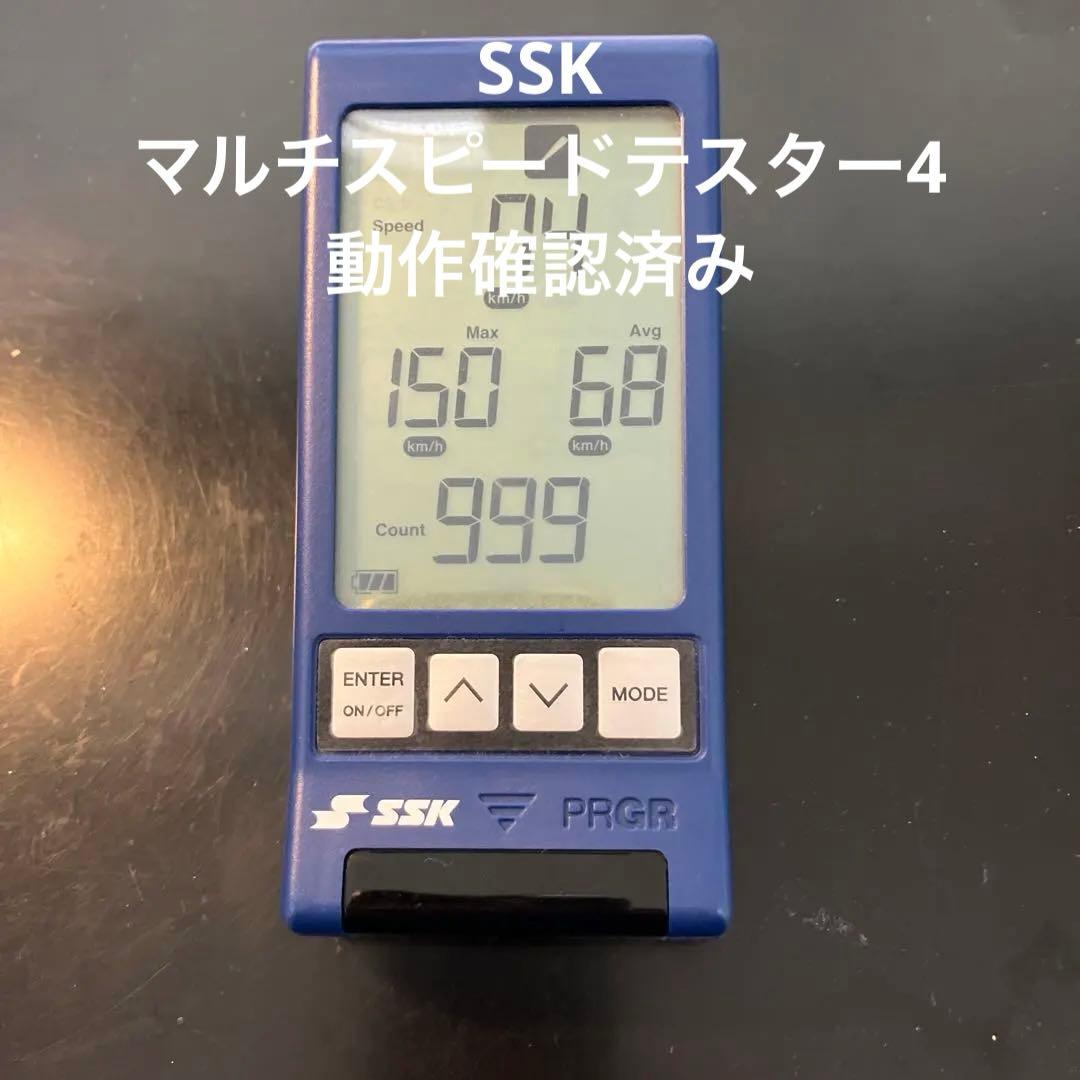 SSK
マルチスピードテスター4
動作確認済み
Speed
km/h
Max Avg
150 68
km/h km/h
Count 999
ENTER
ON/OFF
MODE
SSK PRGR